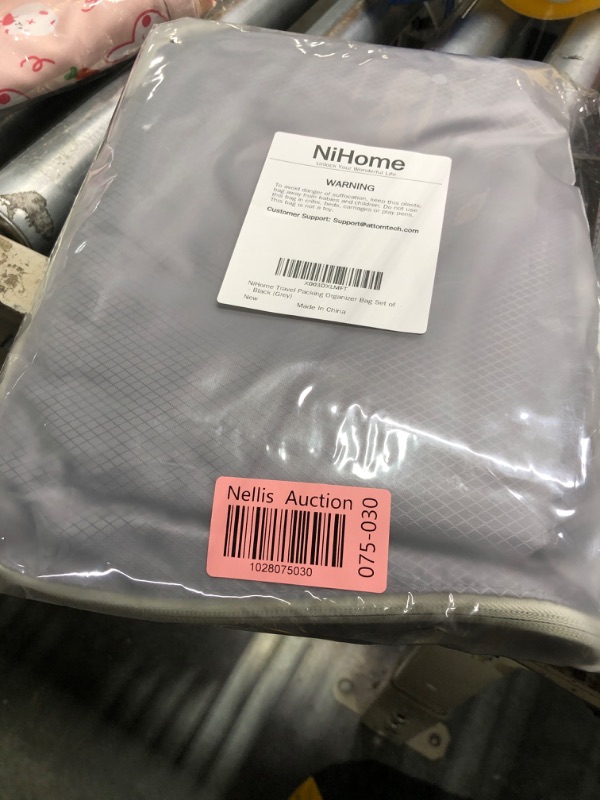 NiHome
Unlock Your Wonderful Life
WARNING
To avoid danger of suffocation, keep this plastic
bag away from babies and children. Do not use
this bag in cribs, beds, carriages or play pens.
This bag is not a toy.
Customer Support: Support@attomtech.com
NiHome Travel Packing Organizer Bag Set of
Black (Grey)
New
Made In China
Nellis Auction
1028075030
075-030